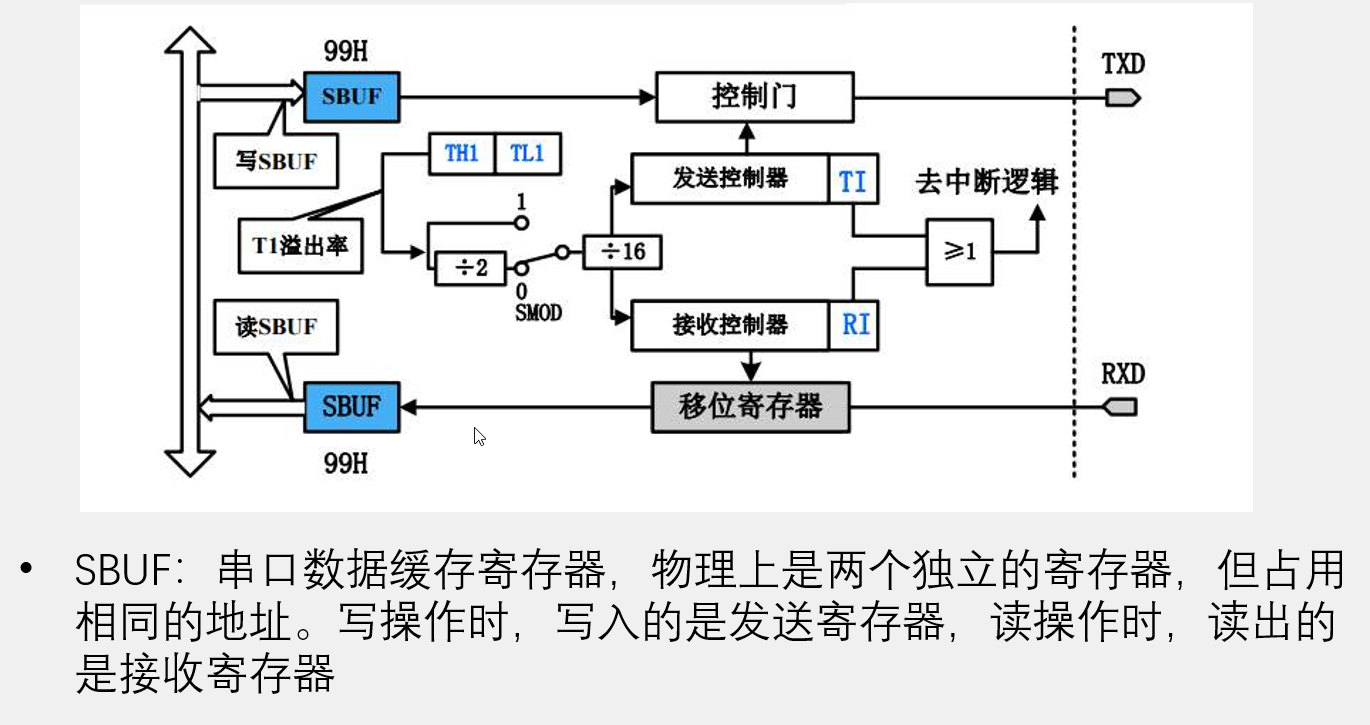 99H
TXD
SBUF
控制门
写SBUF
TH1 TL1
发送控制器 TI
去中断逻辑
1
T1溢出率
÷2
÷16
≥1
0
SMOD
读SBUF
接收控制器 RI
RXD
SBUF
移位寄存器
99H
• SBUF：串口数据缓存寄存器，物理上是两个独立的寄存器，但占用
相同的地址。写操作时，写入的是发送寄存器，读操作时，读出的
是接收寄存器